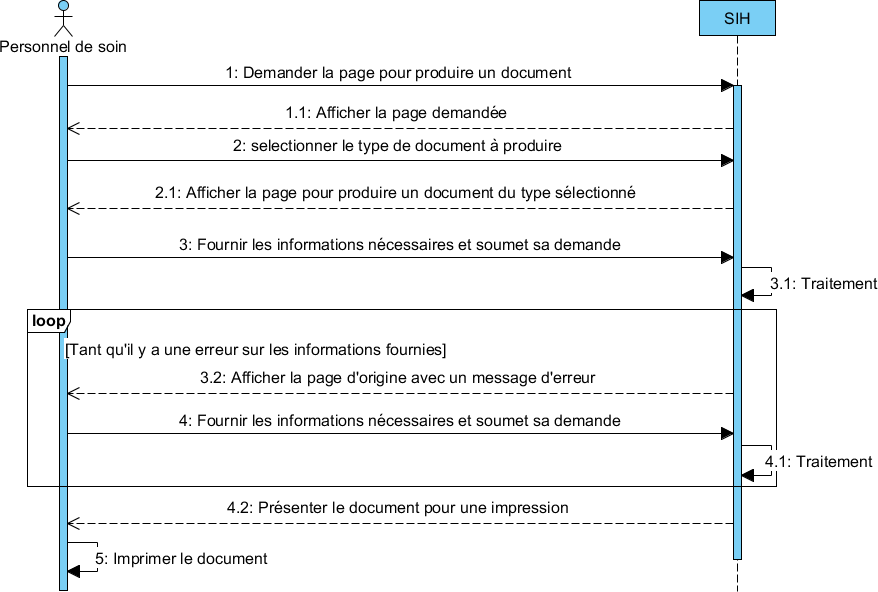 SIH
Personnel de soin
1: Demander la page pour produire un document
1.1: Afficher la page demandée
2: selectionner le type de document à produire
2.1: Afficher la page pour produire un document du type sélectionné
3: Fournir les informations nécessaires et soumet sa demande
3.1: Traitement
loop
[Tant qu'il y a une erreur sur les informations fournies]
3.2: Afficher la page d'origine avec un message d'erreur
4: Fournir les informations nécessaires et soumet sa demande
4.1: Traitement
4.2: Présenter le document pour une impression
5: Imprimer le document